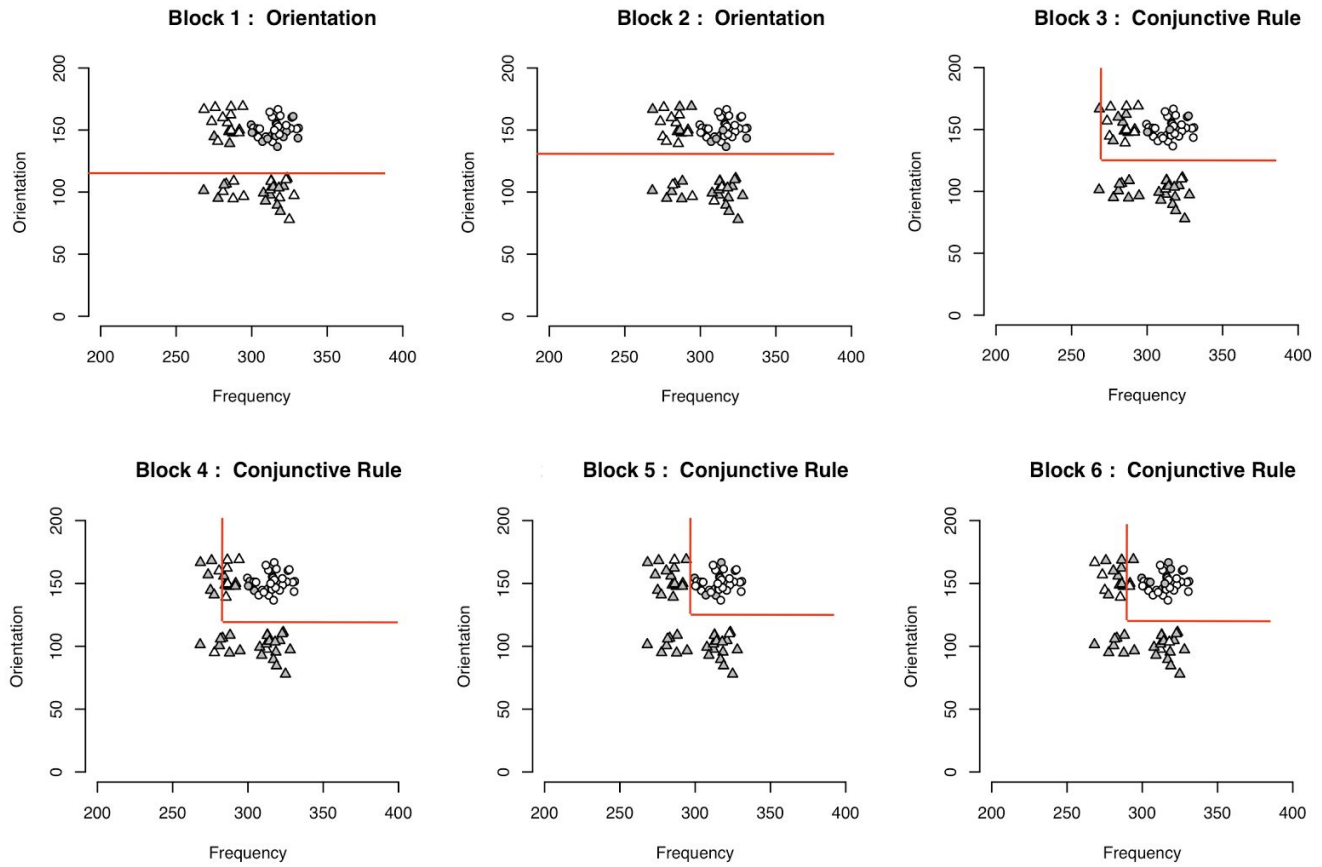 Block 1 : Orientation
Orientation
200
150
100
50
0
200 250 300 350 400
Frequency
Block 2 : Orientation
Orientation
200
150
100
50
0
200 250 300 350 400
Frequency
Block 3 : Conjunctive Rule
Orientation
200
150
100
50
0
200 250 300 350 400
Frequency
Block 4 : Conjunctive Rule
Orientation
200
150
100
50
0
200 250 300 350 400
Frequency
Block 5 : Conjunctive Rule
Orientation
200
150
100
50
0
200 250 300 350 400
Frequency
Block 6 : Conjunctive Rule
Orientation
200
150
100
50
0
200 250 300 350 400
Frequency